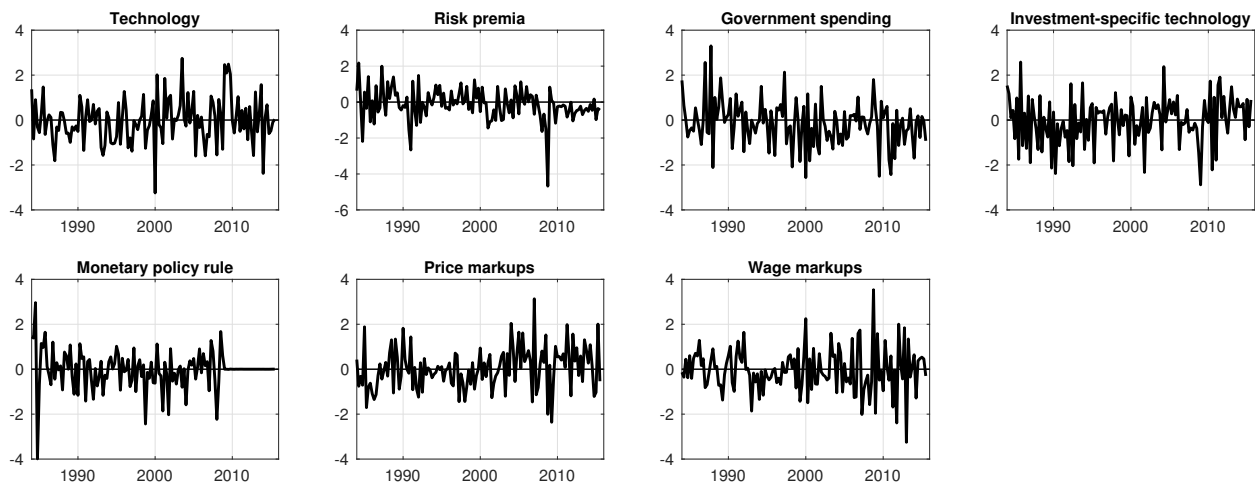 Technology
4
2
0
-2
-4
1990 2000 2010
Risk premia
4
2
0
-2
-4
-6
1990 2000 2010
Government spending
4
2
0
-2
-4
1990 2000 2010
Investment-specific technology
4
2
0
-2
-4
1990 2000 2010
Monetary policy rule
4
2
0
-2
-4
1990 2000 2010
Price markups
4
2
0
-2
-4
1990 2000 2010
Wage markups
4
2
0
-2
-4
1990 2000 2010